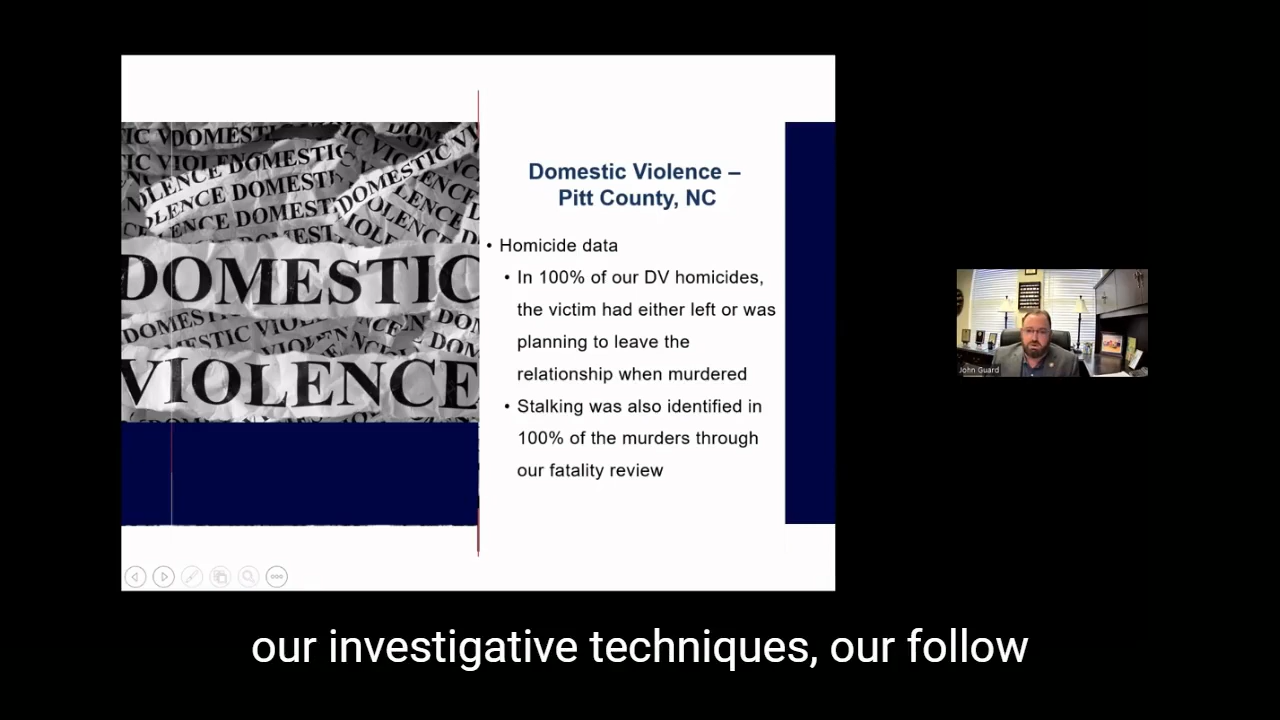 DOMESTIC
VIOLENCE
Domestic Violence –
Pitt County, NC
• Homicide data
• In 100% of our DV homicides,
the victim had either left or was
planning to leave the
relationship when murdered
• Stalking was also identified in
100% of the murders through
our fatality review
John Guard
our investigative techniques, our follow